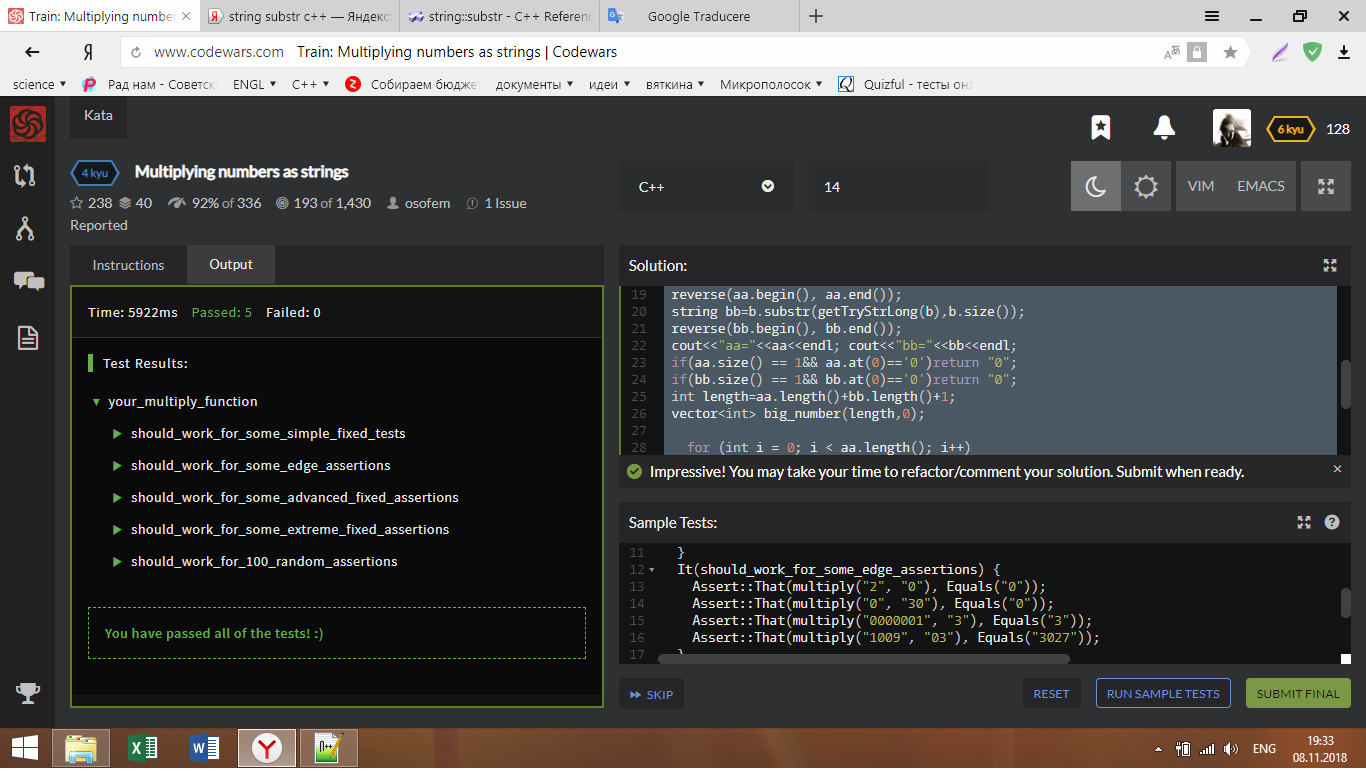 Train: Multiplying number
string substr c++ — Яндекс
string::substr - C++ Referenc
Google Traducere
Я www.codewars.com Train: Multiplying numbers as strings | Codewars
science Рад нам - Советск ENGL C++ Собираем бюдже документы идеи вяткина Микрополосок Quizful - тесты онл
Kata
6 kyu 128
4 kyu Multiplying numbers as strings
C++ 14 VIM EMACS
238 40 92% of 336 193 of 1,430 osofem 1 Issue
Reported
Instructions Output
Time: 5922ms Passed: 5 Failed: 0
Test Results:
your_multiply_function
should_work_for_some_simple_fixed_tests
should_work_for_some_edge_assertions
should_work_for_some_advanced_fixed_assertions
should_work_for_some_extreme_fixed_assertions
should_work_for_100_random_assertions
You have passed all of the tests! :)
Solution:
19 reverse(aa.begin(), aa.end());
20 string bb=b.substr(getTryStrLong(b),b.size());
21 reverse(bb.begin(), bb.end());
22 cout<<"aa="<<aa<<endl; cout<<"bb="<<bb<<endl;
23 if(aa.size() == 1&& aa.at(0)=='0')return "0";
24 if(bb.size() == 1&& bb.at(0)=='0')return "0";
25 int length=aa.length()+bb.length()+1;
26 vector<int> big_number(length,0);
27
28 for (int i = 0; i < aa.length(); i++)
Impressive! You may take your time to refactor/comment your solution. Submit when ready. ×
Sample Tests:
11 }
12 It(should_work_for_some_edge_assertions) {
13 Assert::That(multiply("2", "0"), Equals("0"));
14 Assert::That(multiply("0", "30"), Equals("0"));
15 Assert::That(multiply("0000001", "3"), Equals("3"));
16 Assert::That(multiply("1009", "03"), Equals("3027"));
17 }
SKIP RESET RUN SAMPLE TESTS SUBMIT FINAL
ENG 19:33
08.11.2018